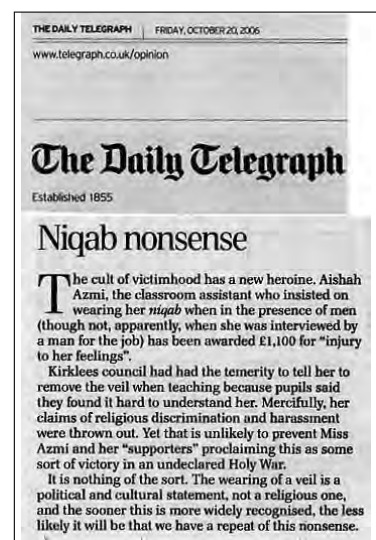 THE DAILY TELEGRAPH | FRIDAY, OCTOBER 20, 2006
www.telegraph.co.uk/opinion
The Daily Telegraph
Established 1855
Niqab nonsense
The cult of victimhood has a new heroine. Aishah
Azmi, the classroom assistant who insisted on
wearing her niqab when in the presence of men
(though not, apparently, when she was interviewed by
a man for the job) has been awarded £1,100 for “injury
to her feelings”.
Kirklees council had had the temerity to tell her to
remove the veil when teaching because pupils said
they found it hard to understand her. Mercifully, her
claims of religious discrimination and harassment
were thrown out. Yet that is unlikely to prevent Miss
Azmi and her “supporters” proclaiming this as some
sort of victory in an undeclared Holy War.
It is nothing of the sort. The wearing of a veil is a
political and cultural statement, not a religious one,
and the sooner this is more widely recognised, the less
likely it will be that we have a repeat of this nonsense.